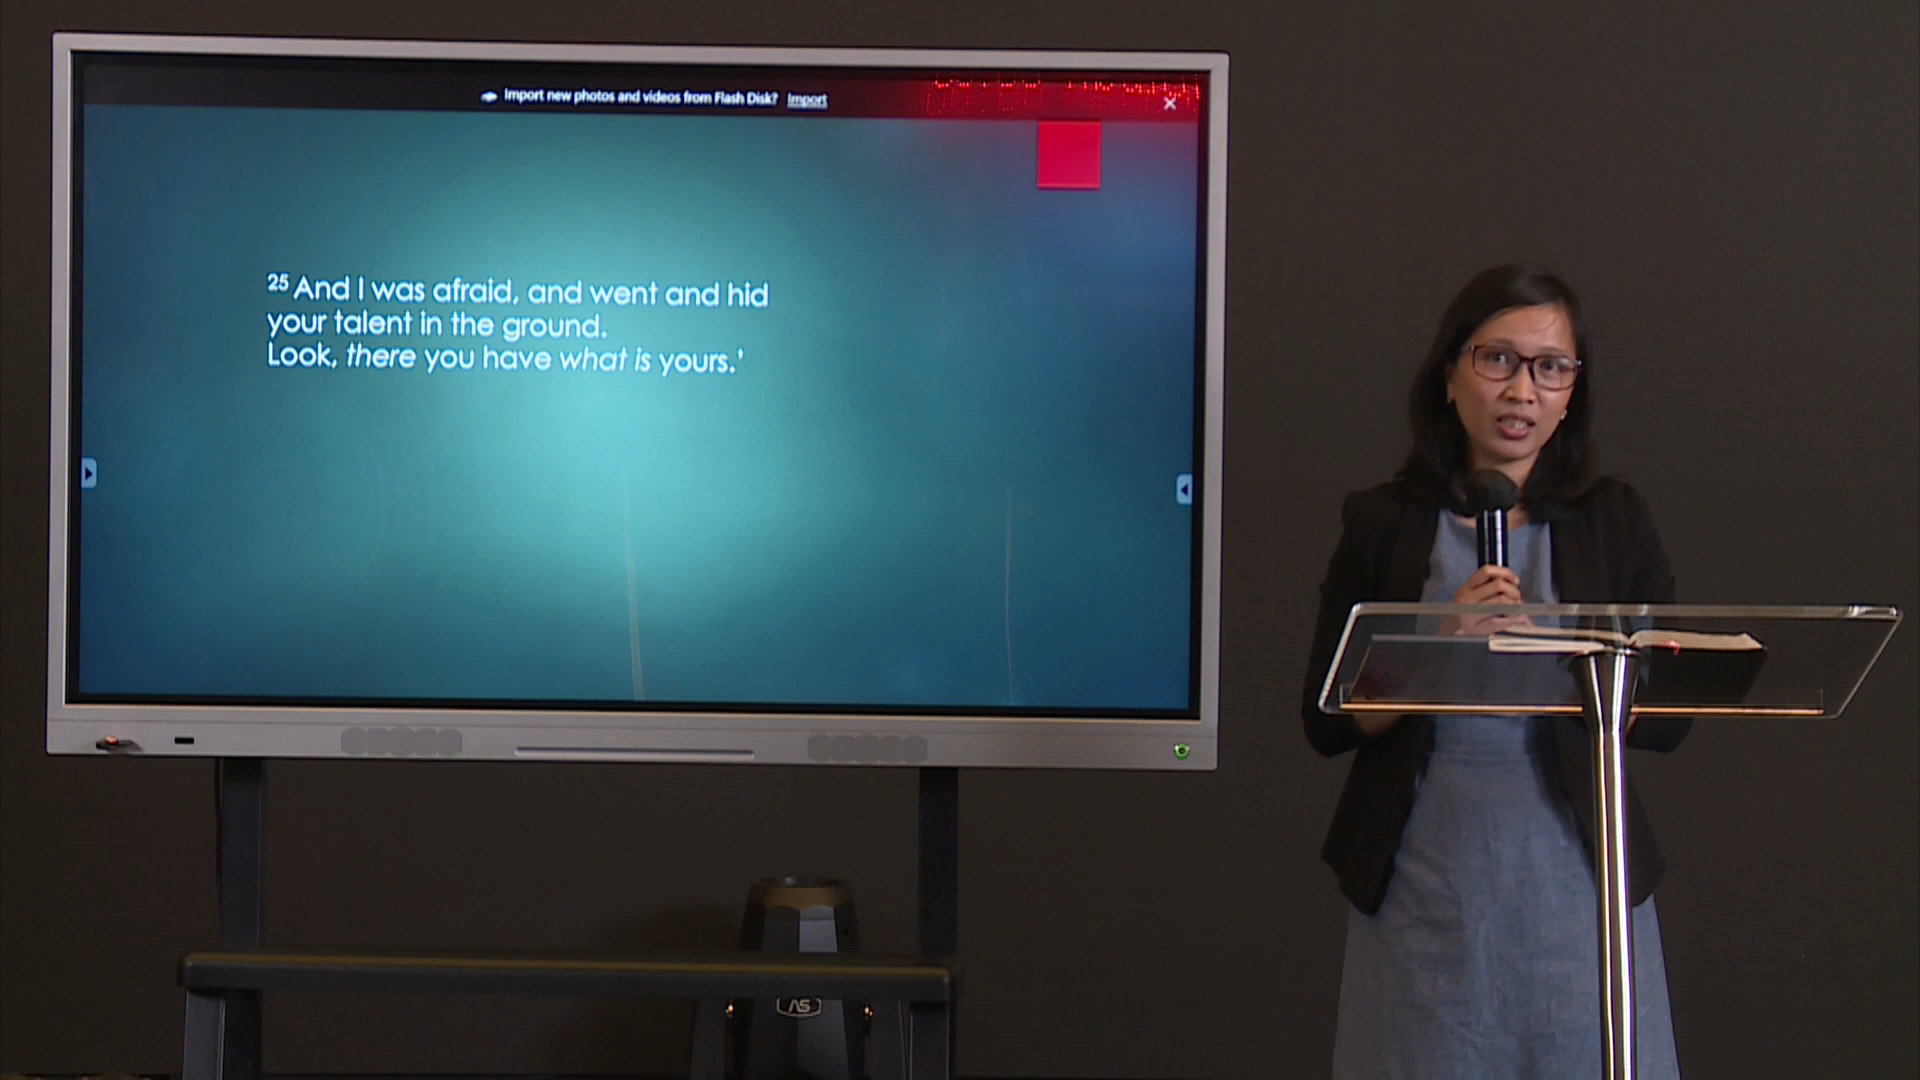 Import new photos and videos from Flash Disk? Import
25 And I was afraid, and went and hid
your talent in the ground.
Look, there you have what is yours.'
AS